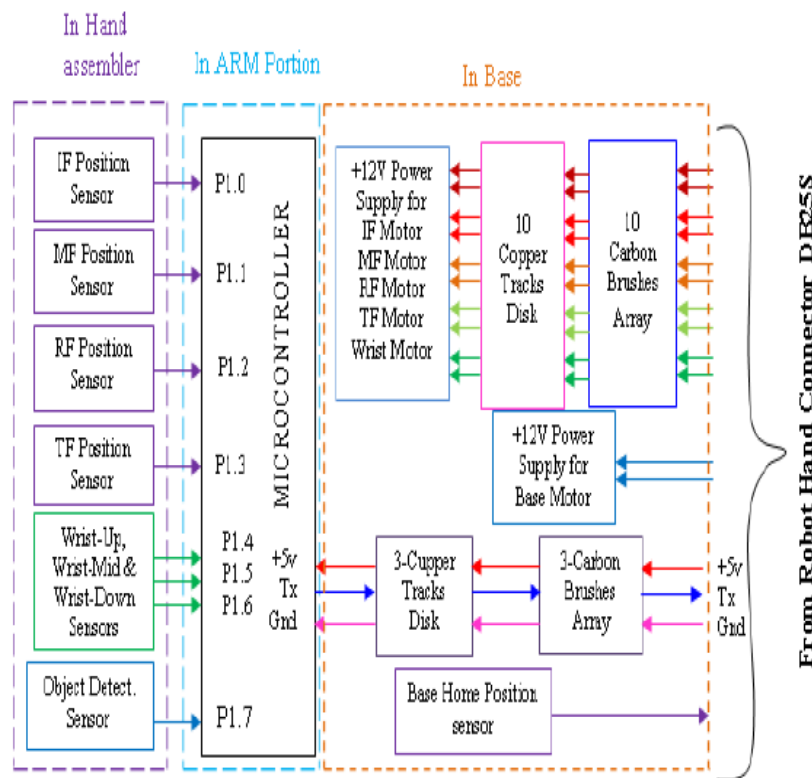 In Hand
assembler
In ARM Portion
In Base
IF Position
Sensor
MF Position
Sensor
RF Position
Sensor
TF Position
Sensor
Wrist-Up,
Wrist-Mid &
Wrist-Down
Sensors
Object Detect.
Sensor
P1.0
P1.1
P1.2
P1.3
P1.4
P1.5
P1.6
P1.7
MICROCONTROLLER
+5v
Tx
Gnd
+12V Power
Supply for
IF Motor
MF Motor
RF Motor
TF Motor
Wrist Motor
10
Copper
Tracks
Disk
10
Carbon
Brushes
Array
+12V Power
Supply for
Base Motor
3-Cupper
Tracks
Disk
3-Carbon
Brushes
Array
+5v
Tx
Gnd
Base Home Position
sensor
From Robot Hand Connector DB25S